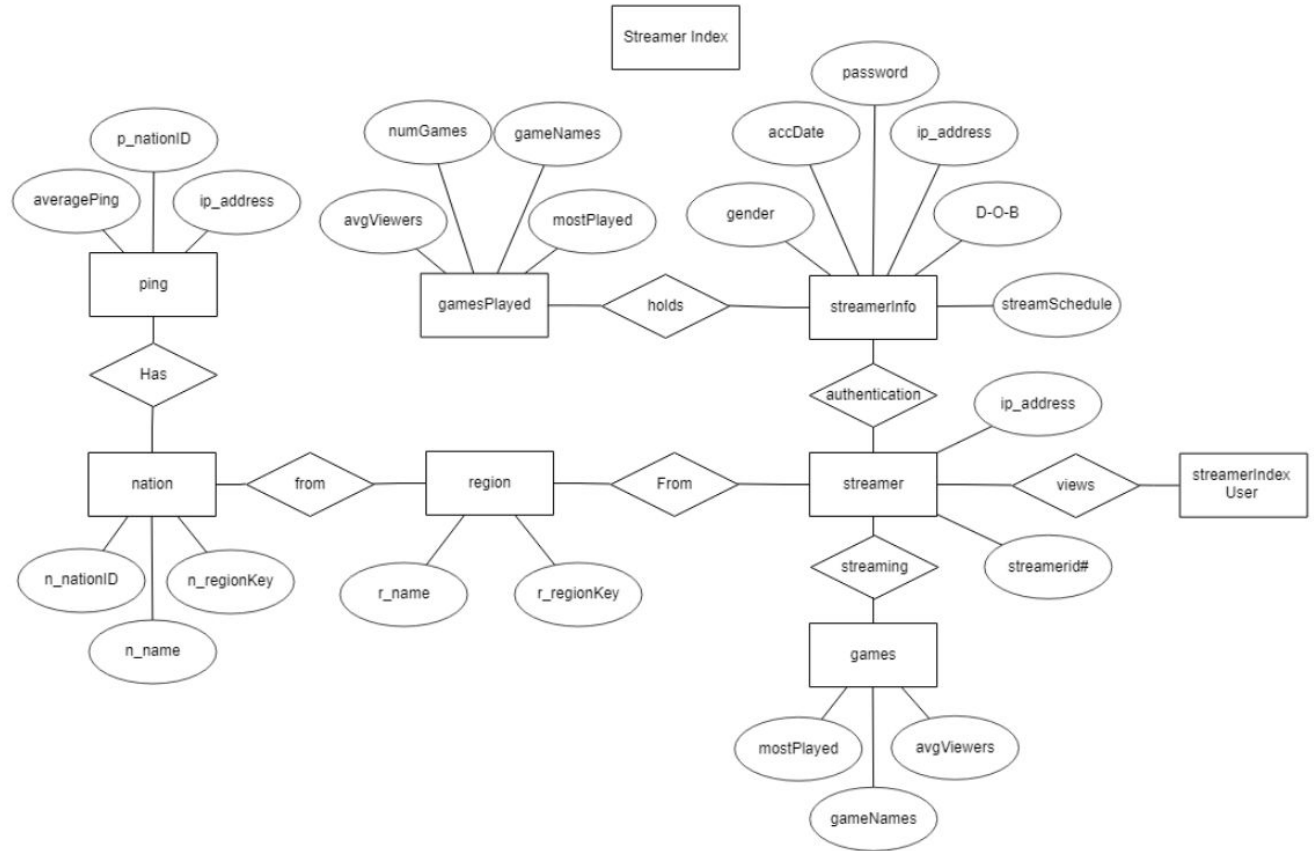 Streamer Index
password
p_nationID
numGames
gameNames
accDate
ip_address
averagePing
ip_address
avgViewers
mostPlayed
gender
D-O-B
ping
gamesPlayed
holds
streamerInfo
streamSchedule
Has
authentication
ip_address
nation
from
region
From
streamer
views
streamerIndex
User
n_nationID
n_regionKey
r_name
r_regionKey
streaming
streamerid#
n_name
games
mostPlayed
avgViewers
gameNames